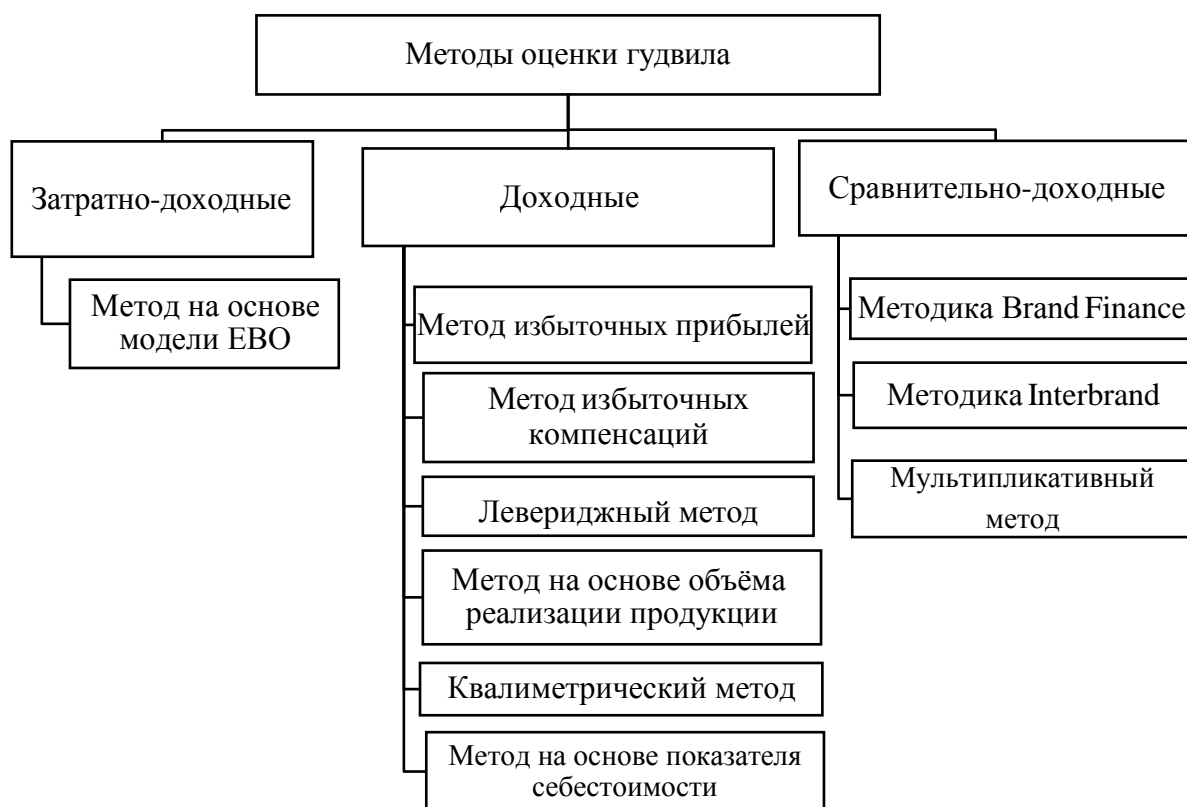 Методы оценки гудвила
Затратно-доходные
Метод на основе
модели EBO
Доходные
Метод избыточных прибылей
Метод избыточных
компенсаций
Левериджный метод
Метод на основе объёма
реализации продукции
Квалиметрический метод
Метод на основе показателя
себестоимости
Сравнительно-доходные
Методика Brand Finance
Методика Interbrand
Мультипликативный
метод